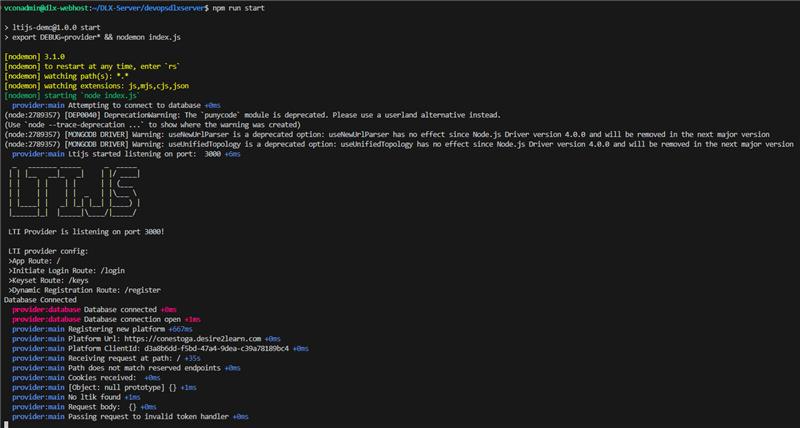 vconadmin@dlx-webhost:~/DLX-Server/devopsdlxserver$ npm run start
> ltijs-demo@1.0.0 start
> export DEBUG=provider* && nodemon index.js
[nodemon] 3.1.0
[nodemon] to restart at any time, enter `rs`
[nodemon] watching path(s): *.*
[nodemon] watching extensions: js,mjs,cjs,json
[nodemon] starting `node index.js`
provider:main Attempting to connect to database +0ms
(node:2789357) [DEP0040] DeprecationWarning: The `punycode` module is deprecated. Please use a userland alternative instead.
(Use `node --trace-deprecation ...` to show where the warning was created)
(node:2789357) [MONGODB DRIVER] Warning: useNewUrlParser is a deprecated option: useNewUrlParser has no effect since Node.js Driver version 4.0.0 and will be removed in the next major version
(node:2789357) [MONGODB DRIVER] Warning: useUnifiedTopology is a deprecated option: useUnifiedTopology has no effect since Node.js Driver version 4.0.0 and will be removed in the next major version
provider:main Ltijs started listening on port:  3000 +6ms
LTIJS
LTI Provider is listening on port 3000!
LTI provider config:
>App Route: /
>Initiate Login Route: /login
>Keyset Route: /keys
>Dynamic Registration Route: /register
Database Connected
provider:database Database connected +0ms
provider:database Database connection open +1ms
provider:main Registering new platform +667ms
provider:main Platform Url: https://conestoga.desire2learn.com +0ms
provider:main Platform ClientId: d3a8b6dd-f5bd-47a4-9dea-c39a78189bc4 +0ms
provider:main Receiving request at path: / +35s
provider:main Path does not match reserved endpoints +0ms
provider:main Cookies received:  +0ms
provider:main [Object: null prototype] {} +1ms
provider:main No ltik found +1ms
provider:main Request body:  {} +0ms
provider:main Passing request to invalid token handler +0ms